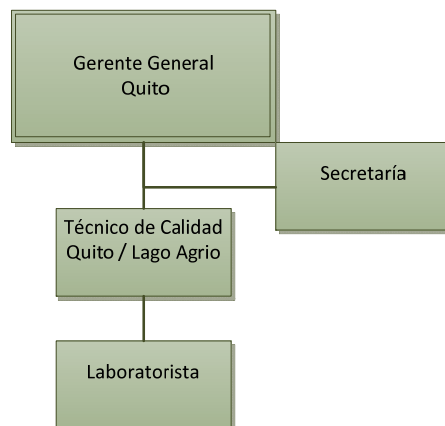 Gerente General
Quito
Secretaría
Técnico de Calidad
Quito / Lago Agrio
Laboratorista